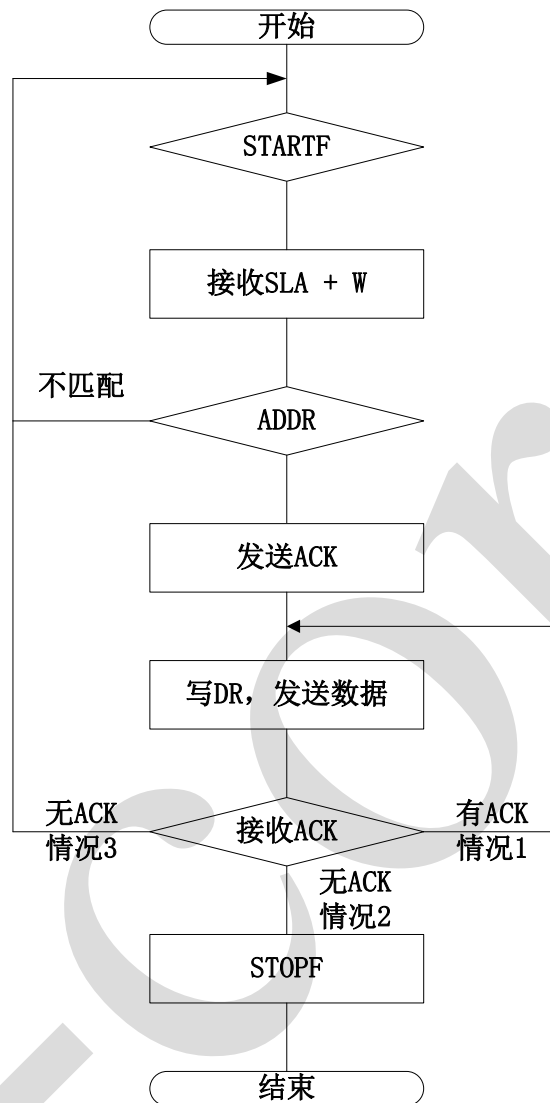 开始
STARTF
接收SLA + W
不匹配
ADDR
发送ACK
写DR，发送数据
无ACK
情况3
接收ACK
有ACK
情况1
无ACK
情况2
STOPF
结束